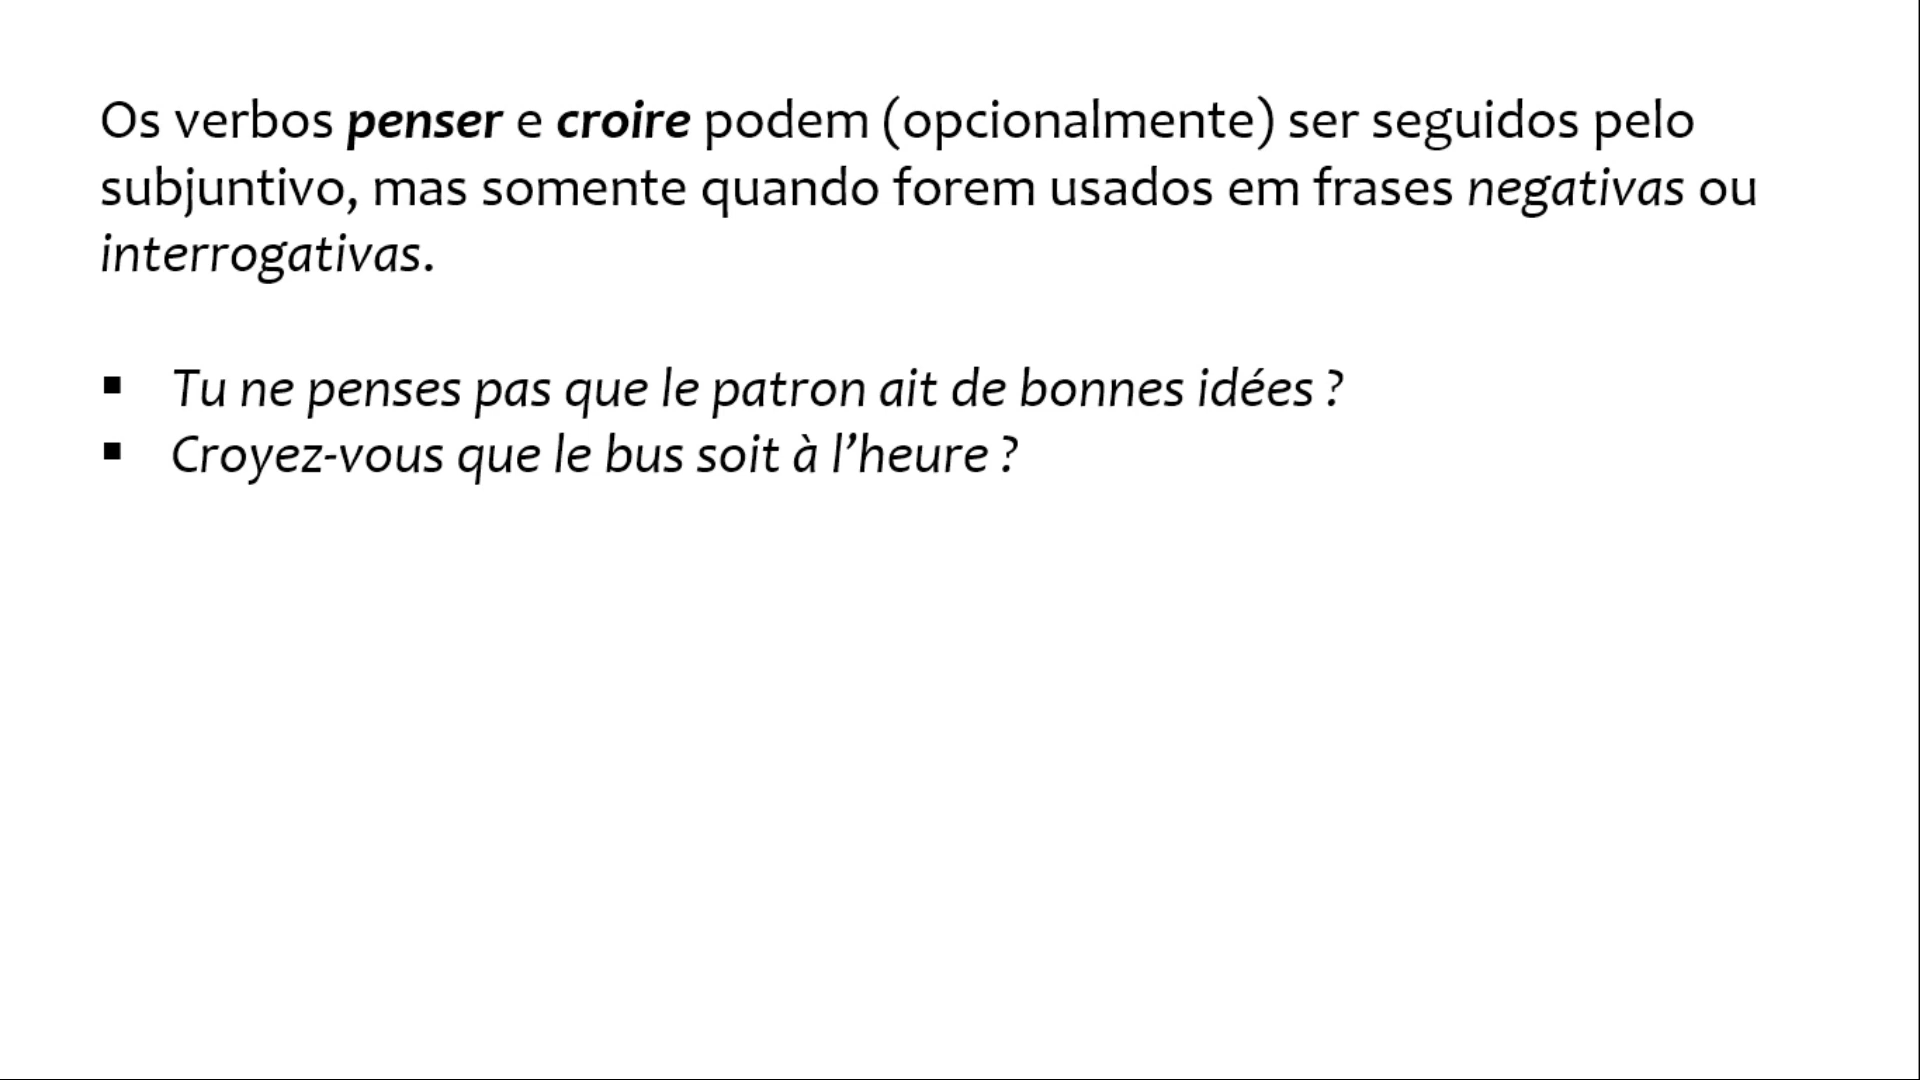 Os verbos penser e croire podem (opcionalmente) ser seguidos pelo
subjuntivo, mas somente quando forem usados em frases negativas ou
interrogativas.
▪ Tu ne penses pas que le patron ait de bonnes idées ?
▪ Croyez-vous que le bus soit à l’heure ?